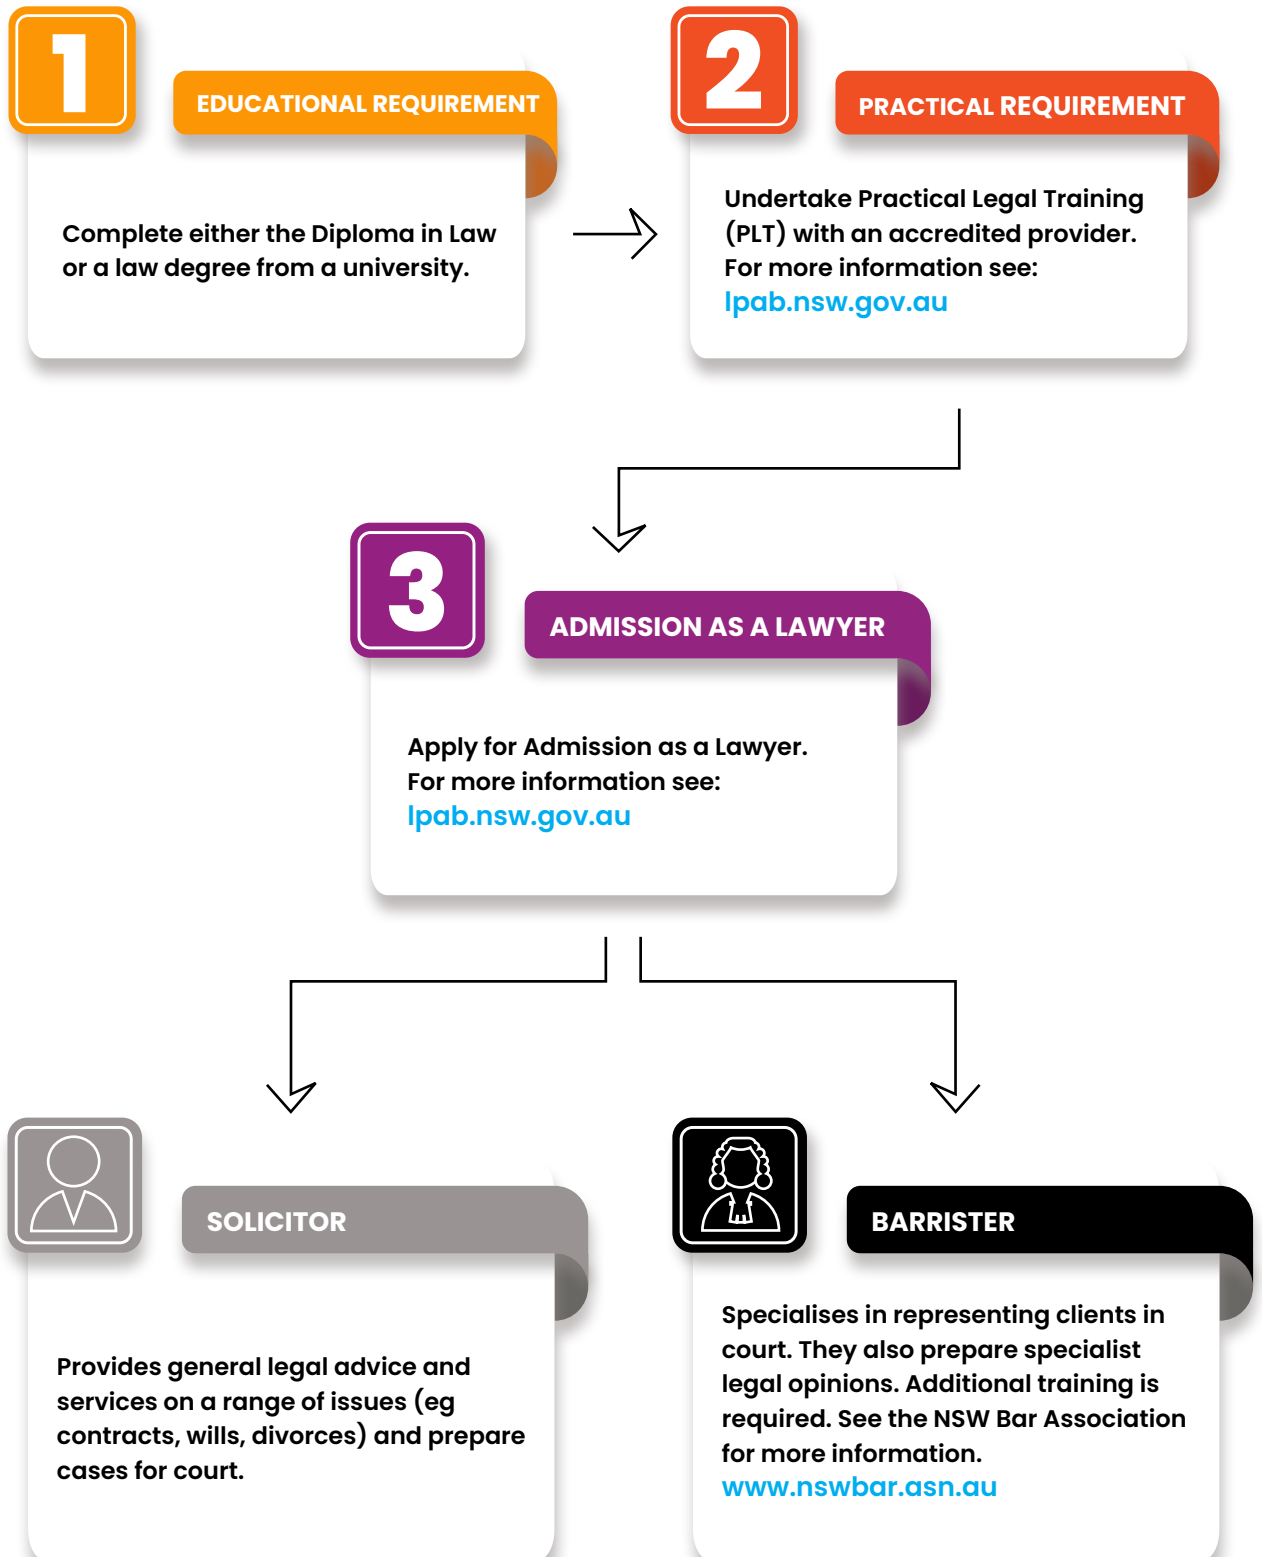 1
EDUCATIONAL REQUIREMENT
Complete either the Diploma in Law
or a law degree from a university.
2
PRACTICAL REQUIREMENT
Undertake Practical Legal Training
(PLT) with an accredited provider.
For more information see:
lpab.nsw.gov.au
3
ADMISSION AS A LAWYER
Apply for Admission as a Lawyer.
For more information see:
lpab.nsw.gov.au
SOLICITOR
Provides general legal advice and
services on a range of issues (eg
contracts, wills, divorces) and prepare
cases for court.
BARRISTER
Specialises in representing clients in
court. They also prepare specialist
legal opinions. Additional training is
required. See the NSW Bar Association
for more information.
www.nswbar.asn.au